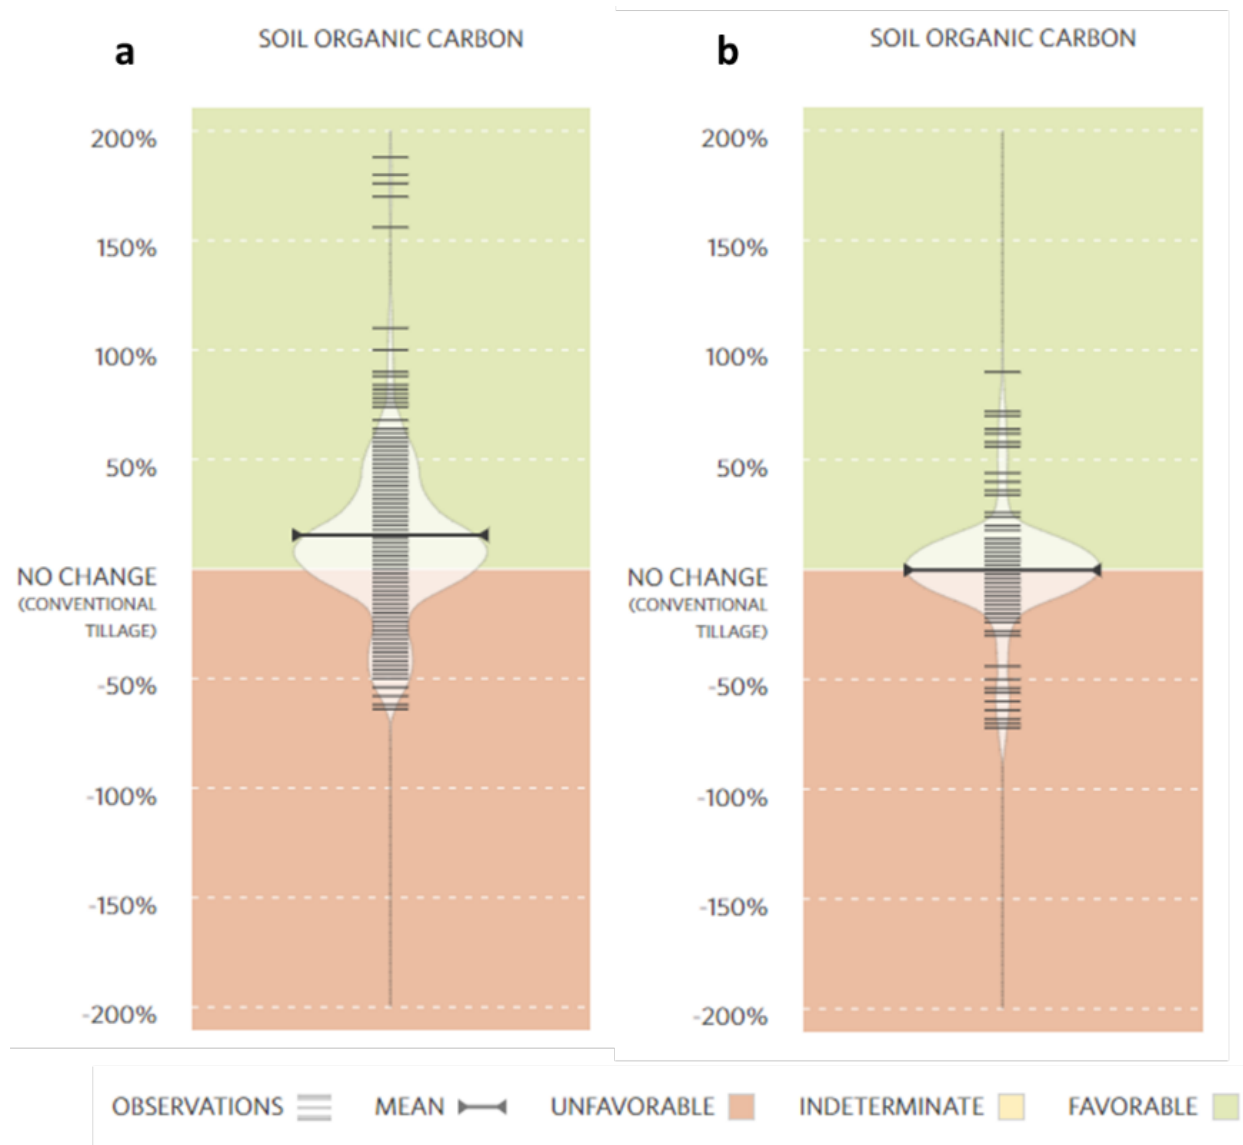 a
SOIL ORGANIC CARBON
200%
150%
100%
50%
NO CHANGE
(CONVENTIONAL
TILLAGE)
-50%
-100%
-150%
-200%
b
SOIL ORGANIC CARBON
200%
150%
100%
50%
NO CHANGE
(CONVENTIONAL
TILLAGE)
-50%
-100%
-150%
-200%
OBSERVATIONS MEAN UNFAVORABLE INDETERMINATE FAVORABLE